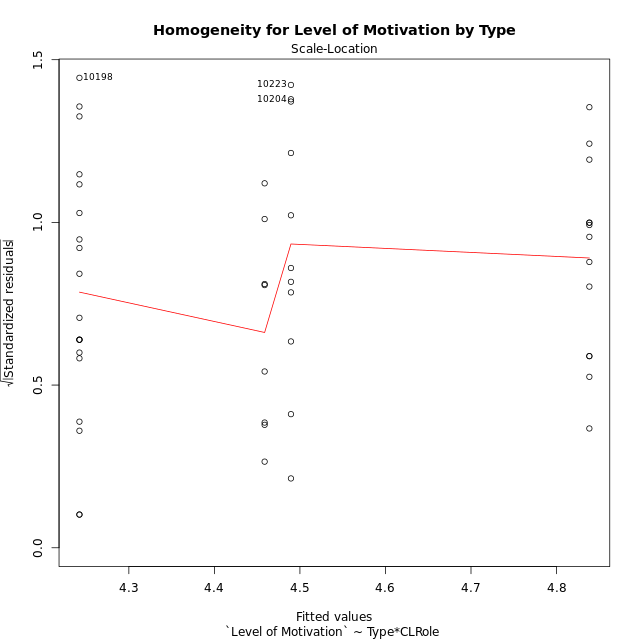 Homogeneity for Level of Motivation by Type
Scale-Location
1.5
1.0
0.5
0.0
√|Standardized residuals|
10198
10223
10204
4.3
4.4
4.5
4.6
4.7
4.8
Fitted values
`Level of Motivation` ~ Type*CLRole